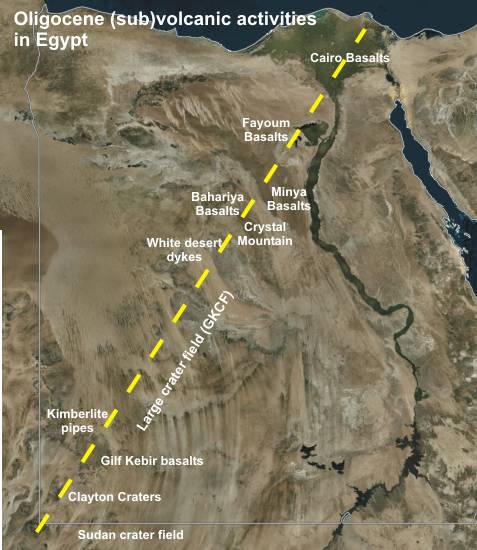 Oligocene (sub)volcanic activities
in Egypt
Cairo Basalts
Fayoum
Basalts
Bahariya
Basalts
Minya
Basalts
Crystal
Mountain
White desert
dykes
Large crater field (GKCF)
Kimberlite
pipes
Gilf Kebir basalts
Clayton Craters
Sudan crater field